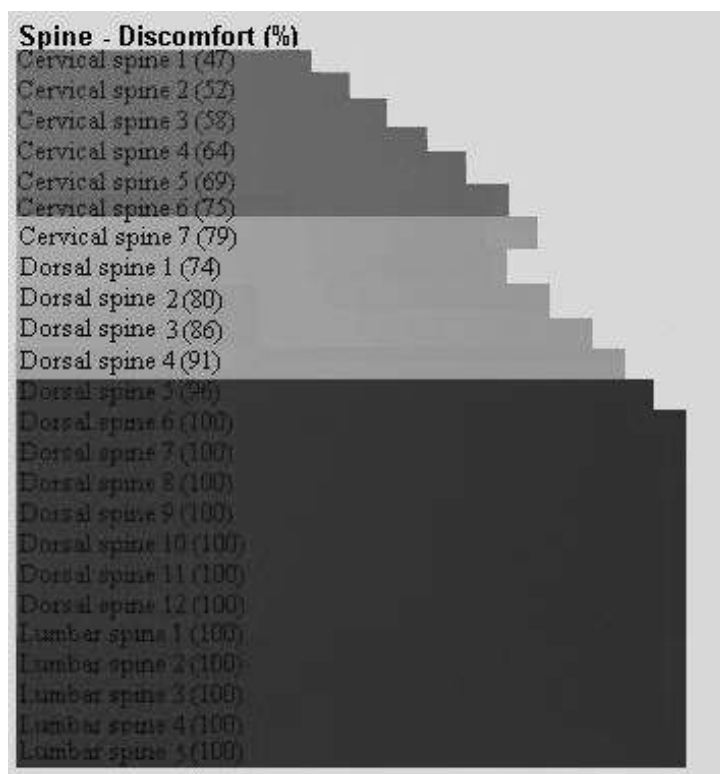 Spine - Discomfort (%)
Cervical spine 1 (47)
Cervical spine 2 (52)
Cervical spine 3 (58)
Cervical spine 4 (64)
Cervical spine 5 (69)
Cervical spine 6 (75)
Cervical spine 7 (79)
Dorsal spine 1 (74)
Dorsal spine 2 (80)
Dorsal spine 3 (86)
Dorsal spine 4 (91)
Dorsal spine 5 (96)
Dorsal spine 6 (100)
Dorsal spine 7 (100)
Dorsal spine 8 (100)
Dorsal spine 9 (100)
Dorsal spine 10 (100)
Dorsal spine 11 (100)
Dorsal spine 12 (100)
Lumbar spine 1 (100)
Lumbar spine 2 (100)
Lumbar spine 3 (100)
Lumbar spine 4 (100)
Lumbar spine 5 (100)